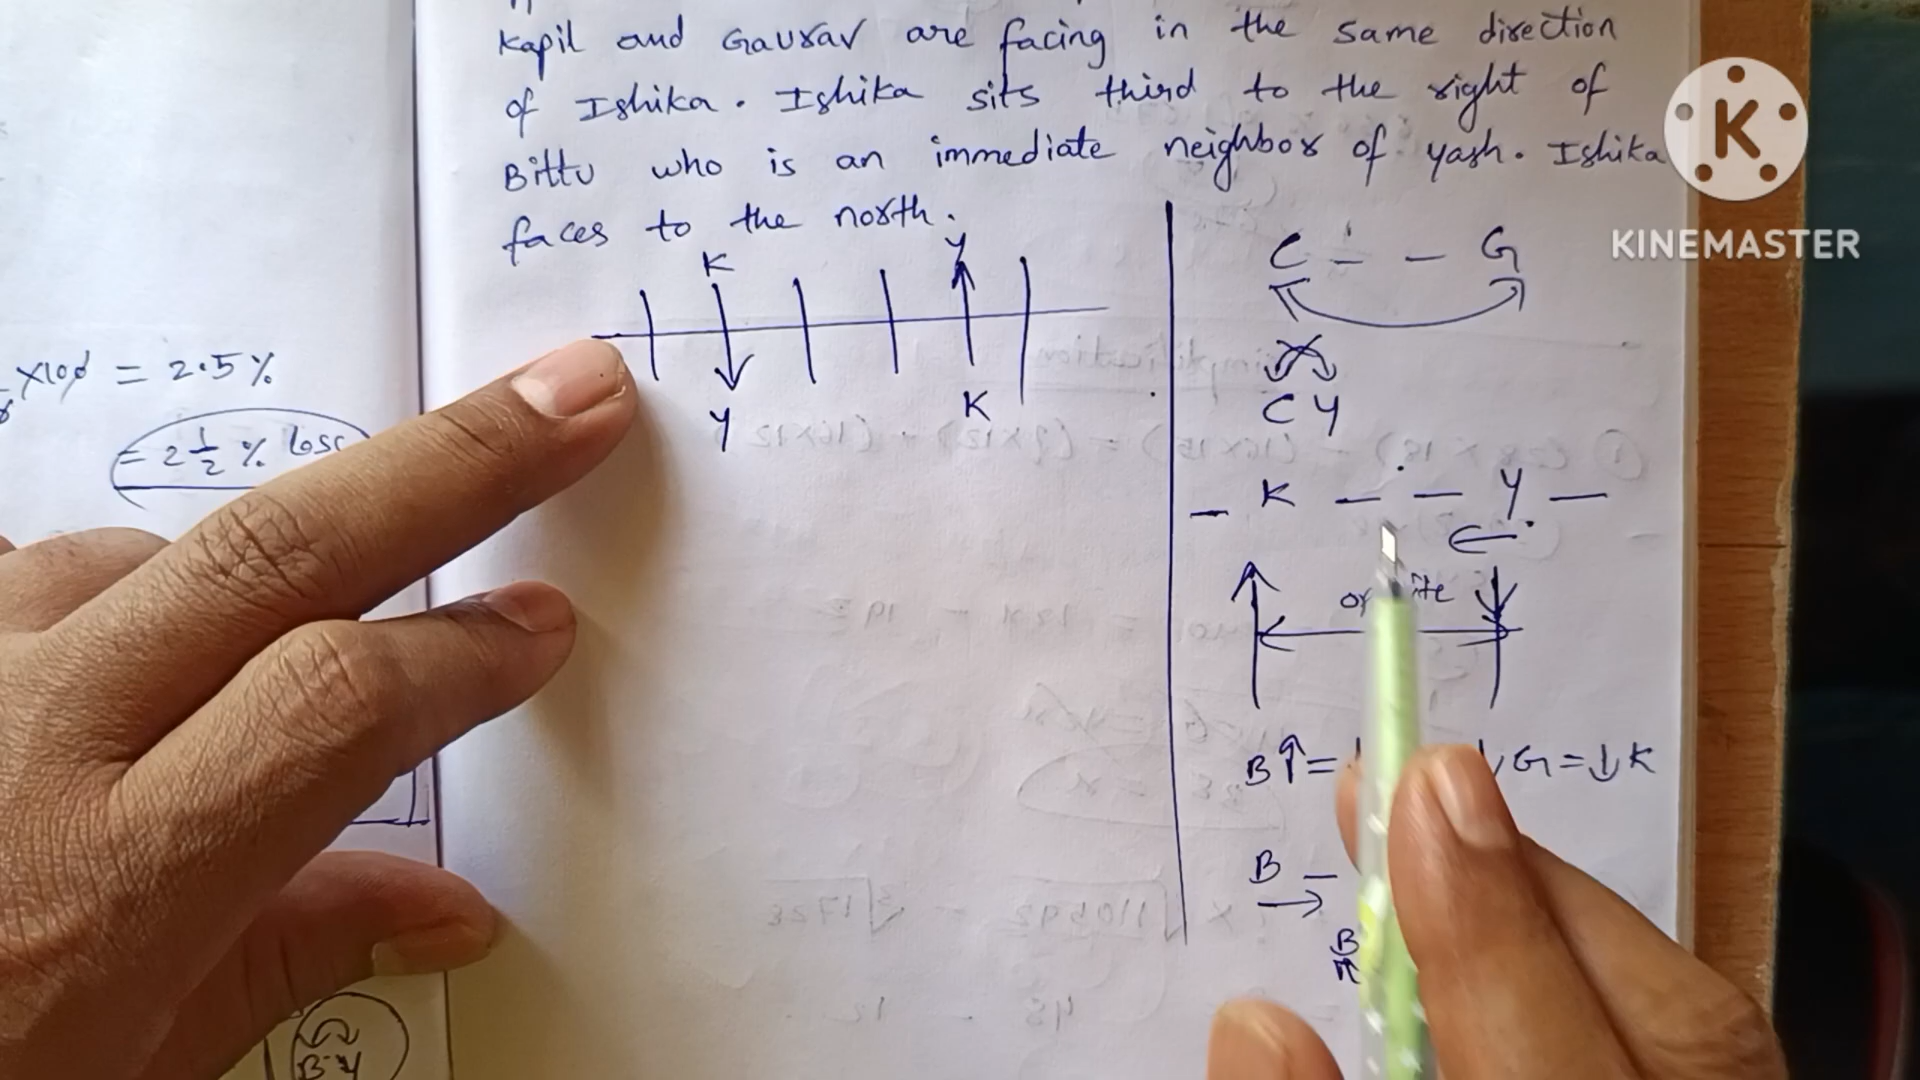 Kapil and Gaurav are facing in the same direction
of Ishika. Ishika sits third to the right of
Bittu who is an immediate neighbor of yash. Ishika
faces to the north.
K
KINEMASTER
K Y
Y K
C - - G
C Y
_ K - - Y -
B↑ =
G = ↓ K
B -
B
x100 = 2.5%
= 2 1/2 % loss
B-Y